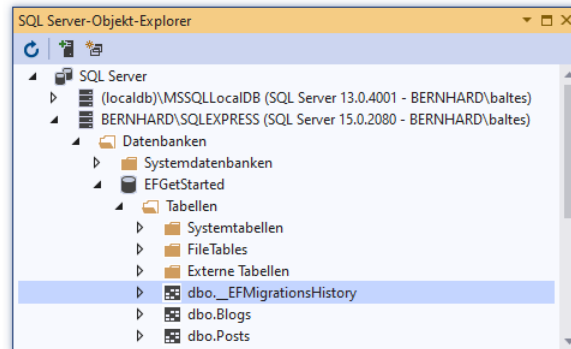 SQL Server-Objekt-Explorer
SQL Server
(localdb)\MSSQLLocalDB (SQL Server 13.0.4001 - BERNHARD\baltes)
BERNHARD\SQLEXPRESS (SQL Server 15.0.2080 - BERNHARD\baltes)
Datenbanken
Systemdatenbanken
EFGetStarted
Tabellen
Systemtabellen
FileTables
Externe Tabellen
dbo.__EFMigrationsHistory
dbo.Blogs
dbo.Posts